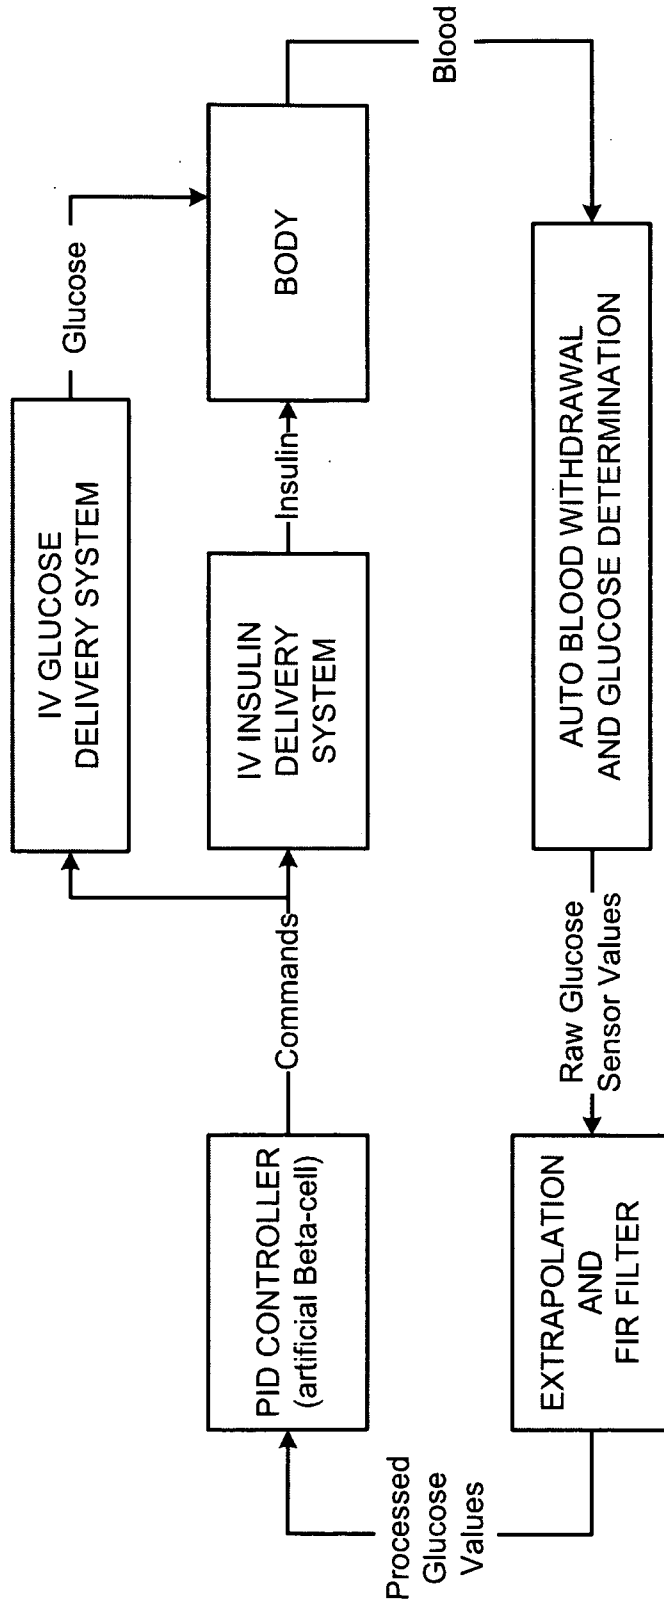 IV GLUCOSE
DELIVERY SYSTEM
Glucose
PID CONTROLLER
(artificial Beta-cell)
Commands
IV INSULIN
DELIVERY
SYSTEM
Insulin
BODY
Blood
Processed
Glucose
Values
EXTRAPOLATION
AND
FIR FILTER
Raw Glucose
Sensor Values
AUTO BLOOD WITHDRAWAL
AND GLUCOSE DETERMINATION